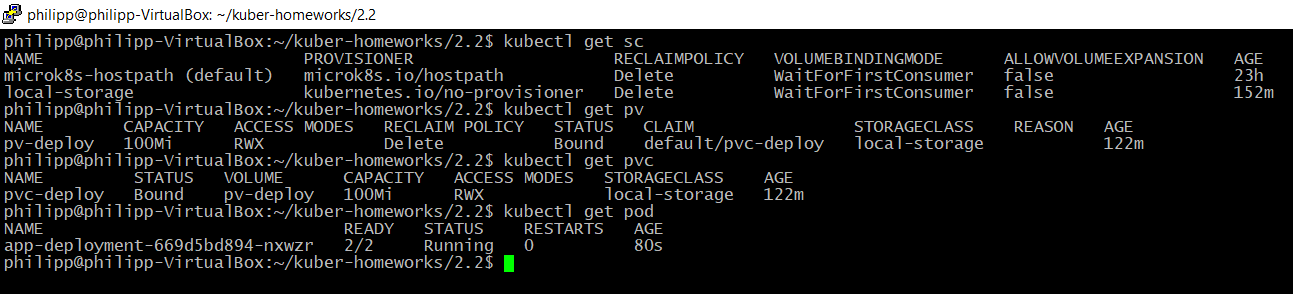 philipp@philipp-VirtualBox: ~/kuber-homeworks/2.2
philipp@philipp-VirtualBox:~/kuber-homeworks/2.2$ kubectl get sc
NAME PROVISIONER RECLAIMPOLICY VOLUMEBINDINGMODE ALLOWVOLUMEEXPANSION AGE
microk8s-hostpath (default) microk8s.io/hostpath Delete WaitForFirstConsumer false 23h
local-storage kubernetes.io/no-provisioner Delete WaitForFirstConsumer false 152m
philipp@philipp-VirtualBox:~/kuber-homeworks/2.2$ kubectl get pv
NAME CAPACITY ACCESS MODES RECLAIM POLICY STATUS CLAIM STORAGECLASS REASON AGE
pv-deploy 100Mi RWX Delete Bound default/pvc-deploy local-storage 122m
philipp@philipp-VirtualBox:~/kuber-homeworks/2.2$ kubectl get pvc
NAME STATUS VOLUME CAPACITY ACCESS MODES STORAGECLASS AGE
pvc-deploy Bound pv-deploy 100Mi RWX local-storage 122m
philipp@philipp-VirtualBox:~/kuber-homeworks/2.2$ kubectl get pod
NAME READY STATUS RESTARTS AGE
app-deployment-669d5bd894-nxwzr 2/2 Running 0 80s
philipp@philipp-VirtualBox:~/kuber-homeworks/2.2$